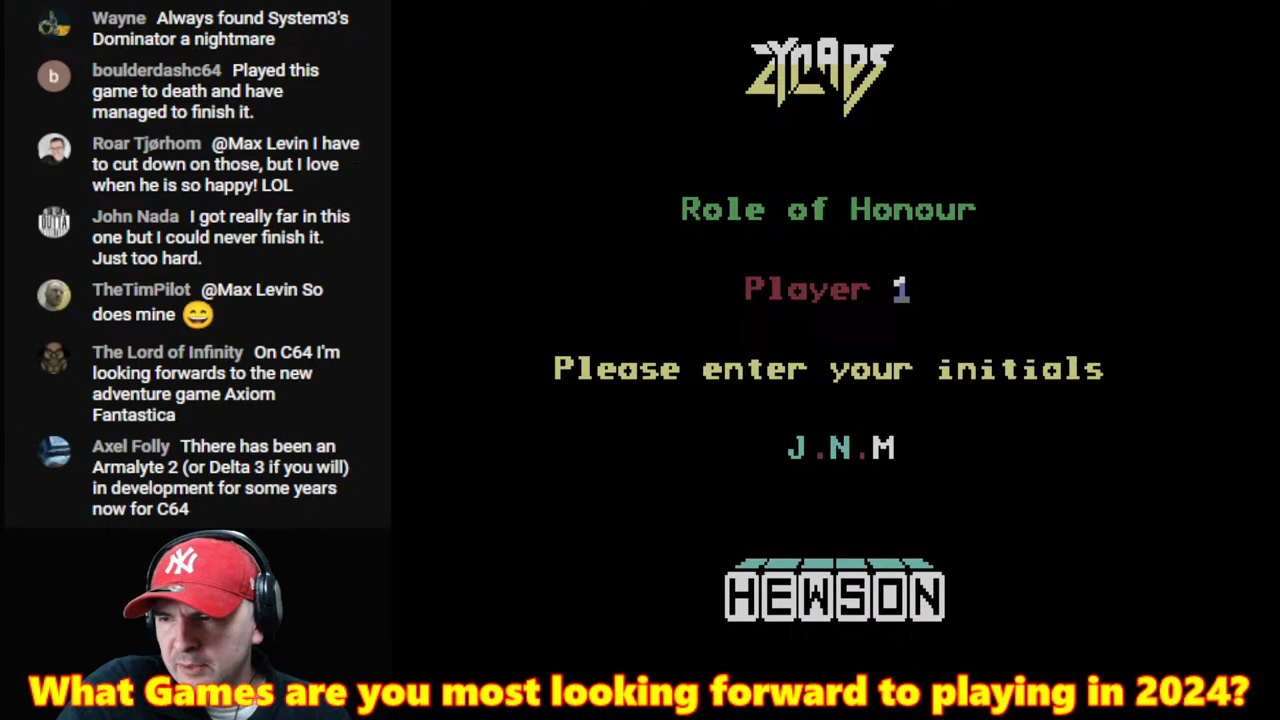 Wayne Always found System3's
Dominator a nightmare
b
boulderdashc64 Played this
game to death and have
managed to finish it.
Roar Tjørhom @Max Levin I have
to cut down on those, but I love
when he is so happy! LOL
OUTTA
John Nada I got really far in this
one but I could never finish it.
Just too hard.
TheTimPilot @Max Levin So
does mine 😄
The Lord of Infinity On C64 I'm
looking forwards to the new
adventure game Axiom
Fantastica
Axel Folly Thhere has been an
Armalyte 2 (or Delta 3 if you will)
in development for some years
now for C64
ZYNAPS
Role of Honour
Player 1
Please enter your initials
J.N.M
HEWSON
NY
What Games are you most looking forward to playing in 2024?